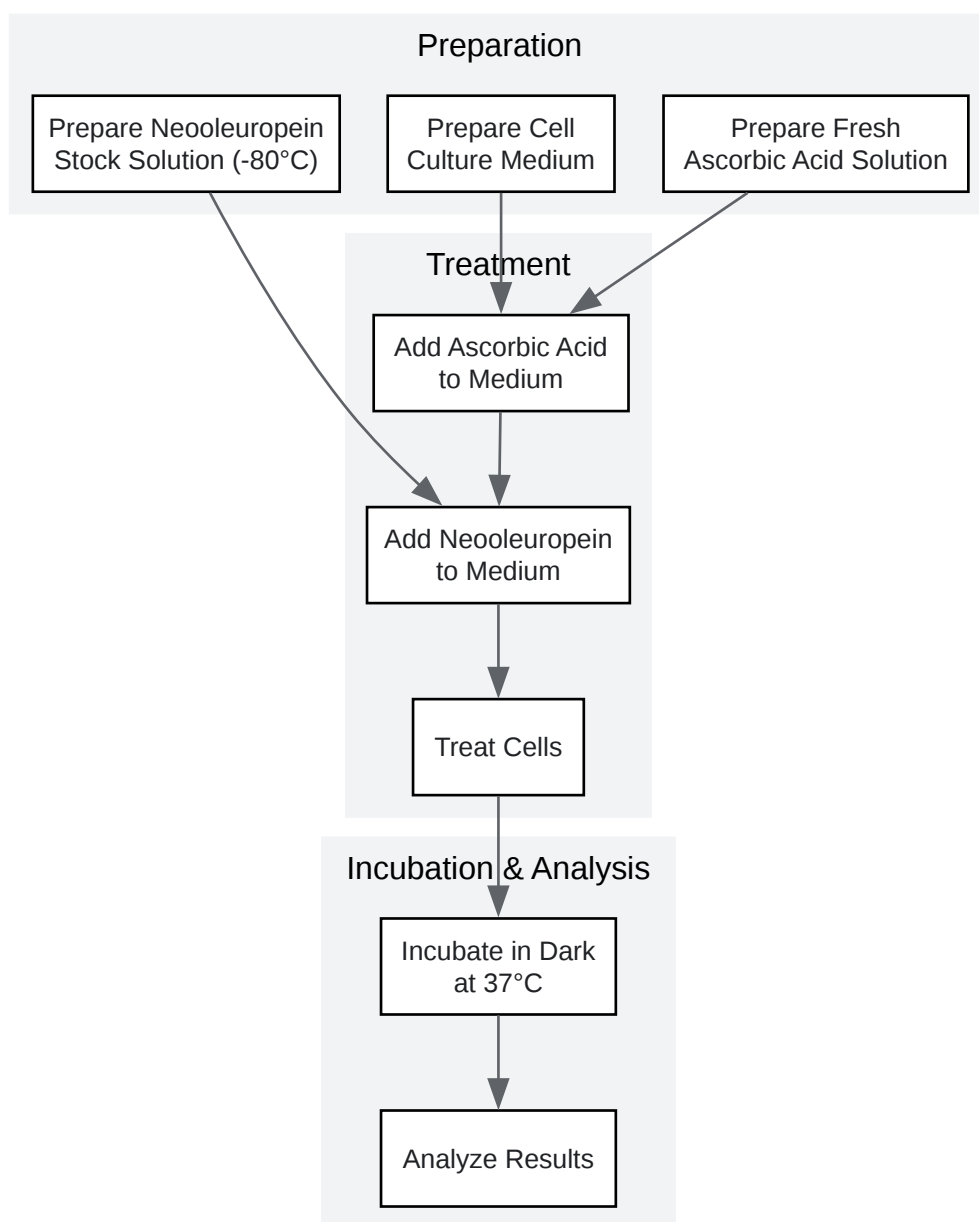 Preparation
Prepare Neooleuropein
Stock Solution (-80°C)
Prepare Cell
Culture Medium
Prepare Fresh
Ascorbic Acid Solution
Treatment
Add Ascorbic Acid
to Medium
Add Neooleuropein
to Medium
Treat Cells
Incubation & Analysis
Incubate in Dark
at 37°C
Analyze Results